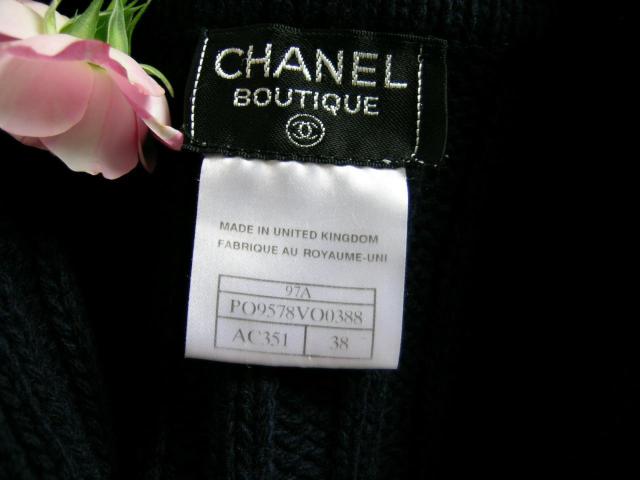 CHANEL
BOUTIQUE
MADE IN UNITED KINGDOM
FABRIQUE AU ROYAUME-UNI
97A
PO9578VO0388
AC351 38